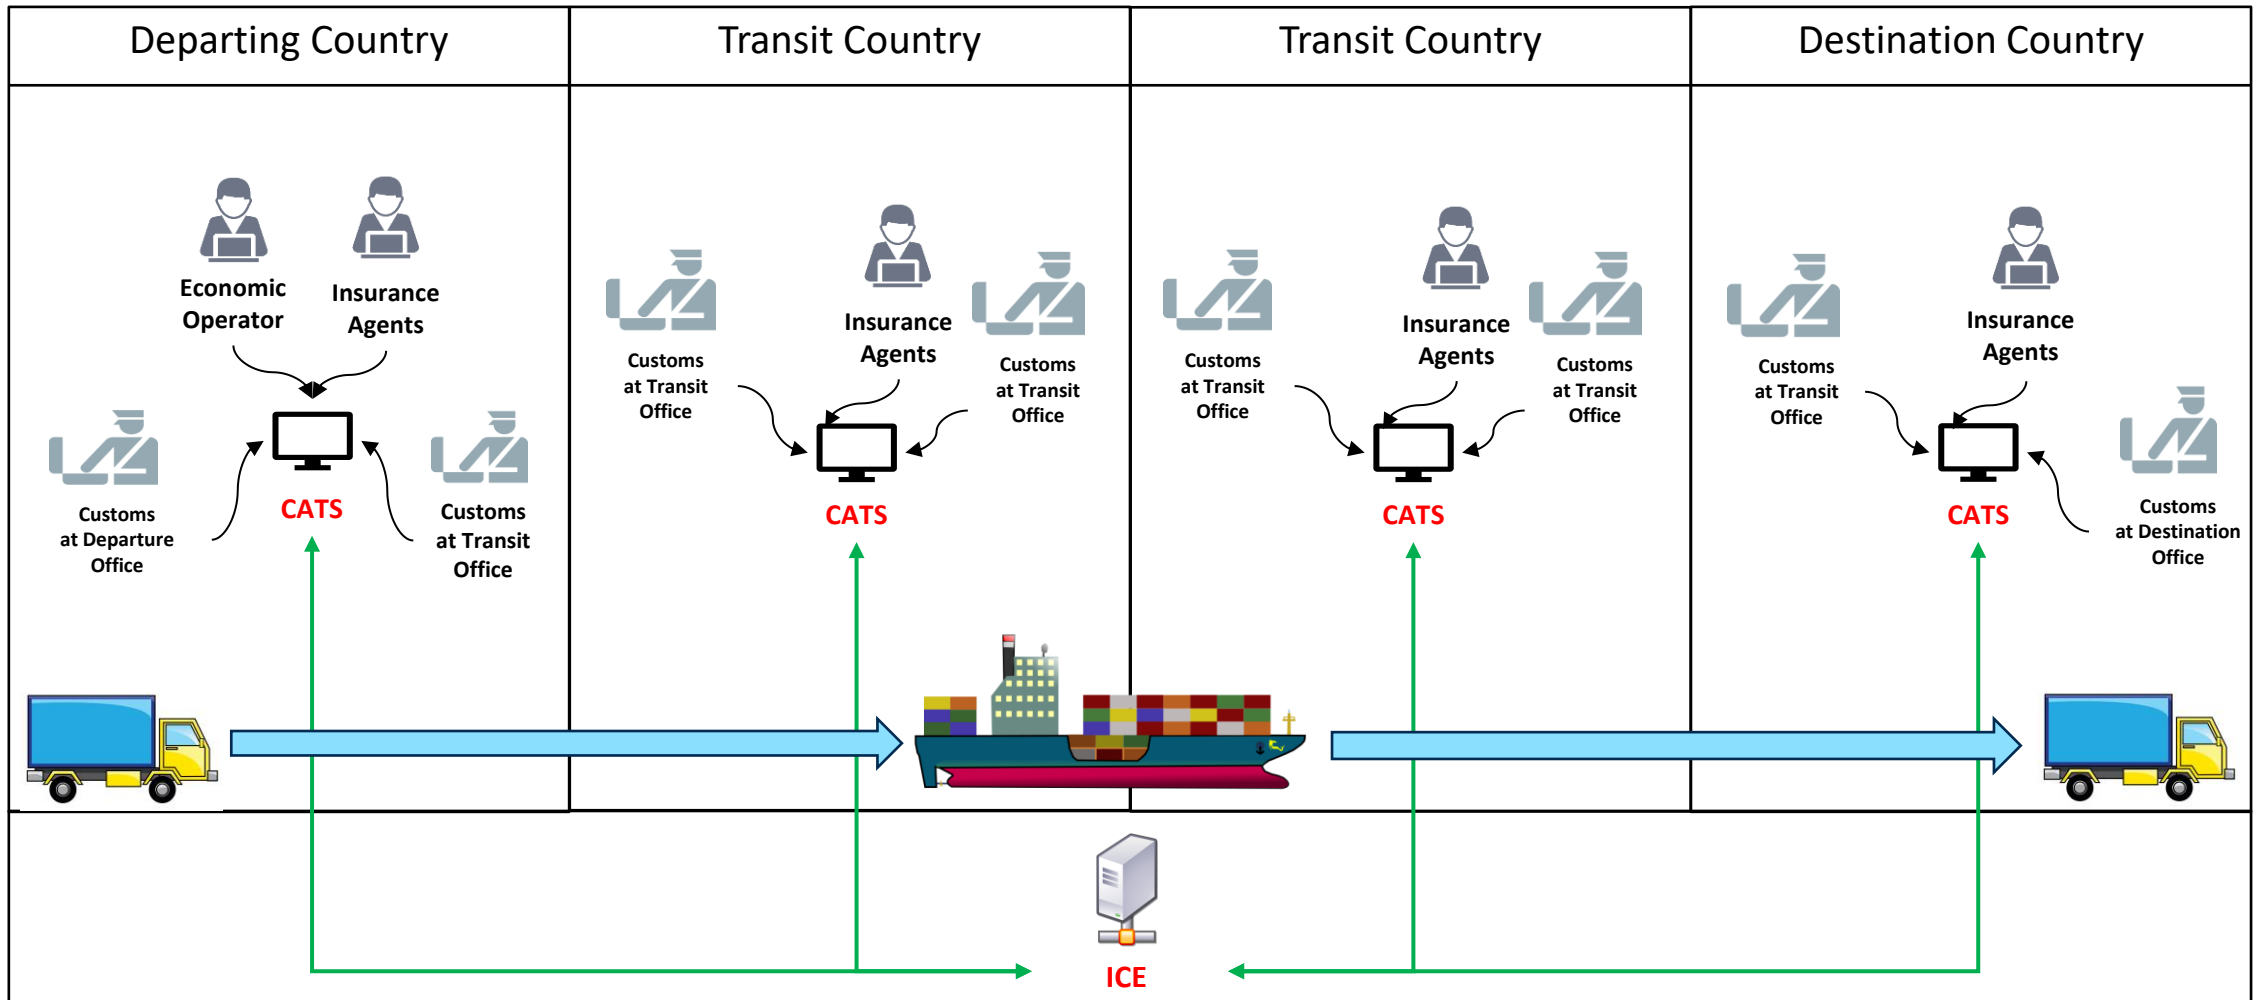 Departing Country
Transit Country
Transit Country
Destination Country
Economic
Operator
Insurance
Agents
Customs
at Departure
Office
CATS
Customs
at Transit
Office
Customs
at Transit
Office
Insurance
Agents
Customs
at Transit
Office
CATS
Customs
at Transit
Office
Insurance
Agents
Customs
at Transit
Office
CATS
Customs
at Transit
Office
Insurance
Agents
Customs
at Destination
Office
CATS
ICE